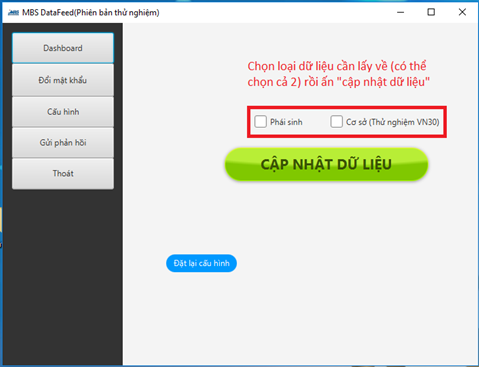 MBS DataFeed(Phiên bản thử nghiệm)
Dashboard
Đổi mật khẩu
Cấu hình
Gửi phản hồi
Thoát
Chọn loại dữ liệu cần lấy về (có thể
chọn cả 2) rồi ấn "cập nhật dữ liệu"
Phái sinh
Cơ sở (Thử nghiệm VN30)
CẬP NHẬT DỮ LIỆU
Đặt lại cấu hình